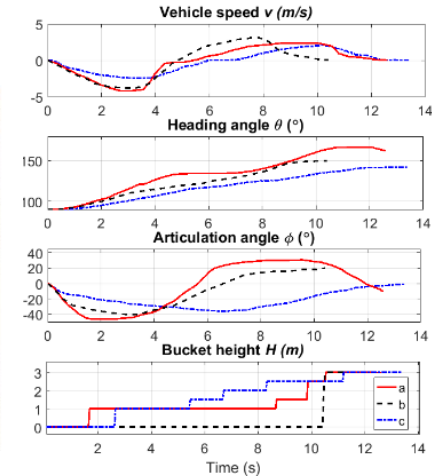 Vehicle speed v (m/s)
5
0
-5
0 2 4 6 8 10 12 14
Heading angle θ (°)
150
100
0 2 4 6 8 10 12 14
Articulation angle ϕ (°)
40
20
0
-20
-40
0 2 4 6 8 10 12 14
Bucket height H (m)
3
2
1
0
a
b
c
0 2 4 6 8 10 12 14
Time (s)